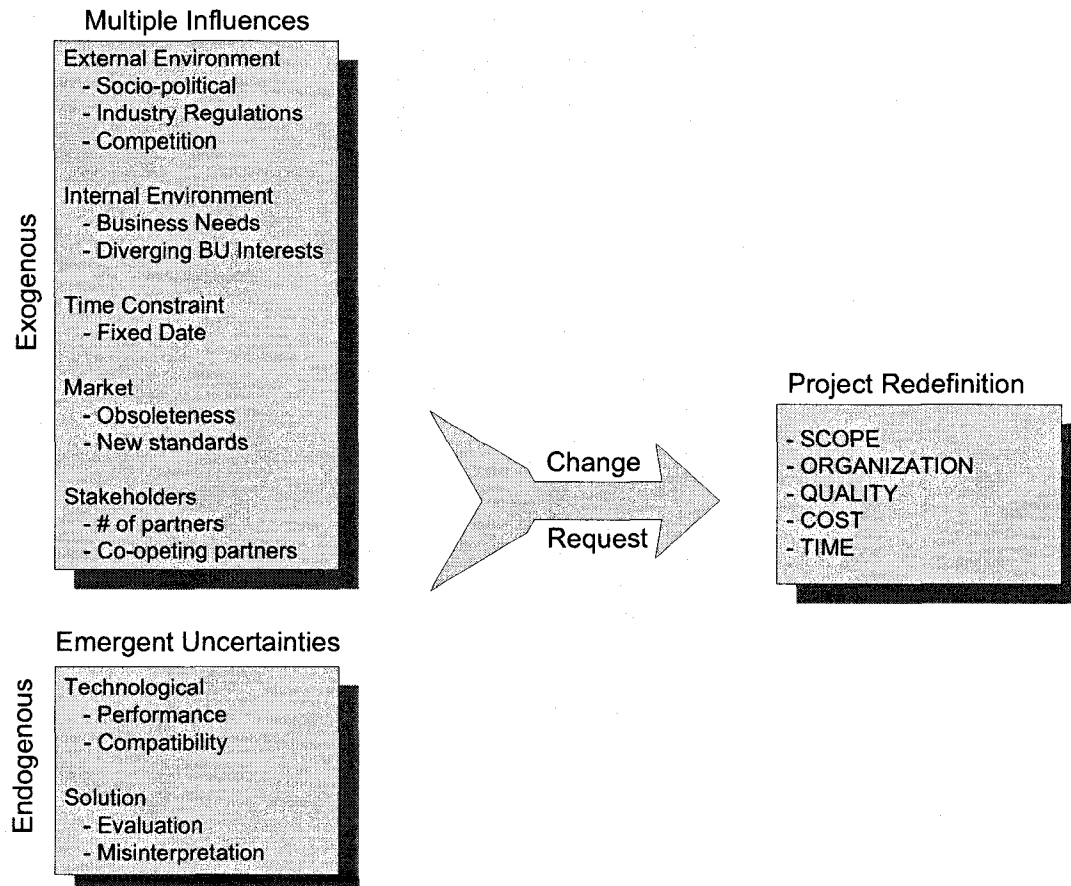 Multiple Influences
Exogenous
External Environment
- Socio-political
- Industry Regulations
- Competition
Internal Environment
- Business Needs
- Diverging BU Interests
Time Constraint
- Fixed Date
Market
- Obsoleteness
- New standards
Stakeholders
- # of partners
- Co-opeting partners
Emergent Uncertainties
Endogenous
Technological
- Performance
- Compatibility
Solution
- Evaluation
- Misinterpretation
Change
Request
Project Redefinition
- SCOPE
- ORGANIZATION
- QUALITY
- COST
- TIME